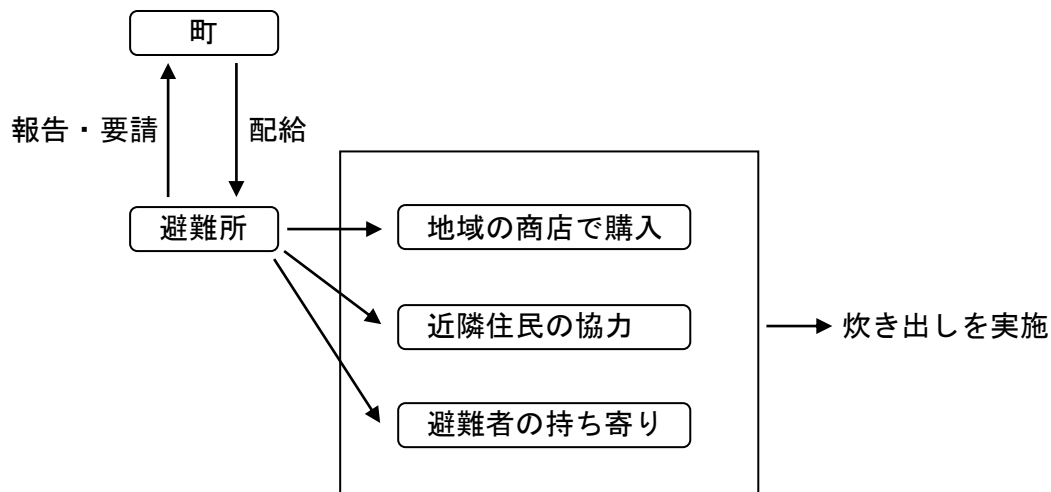 町
報告・要請
配給
避難所
地域の商店で購入
近隣住民の協力
炊き出しを実施
避難者の持ち寄り